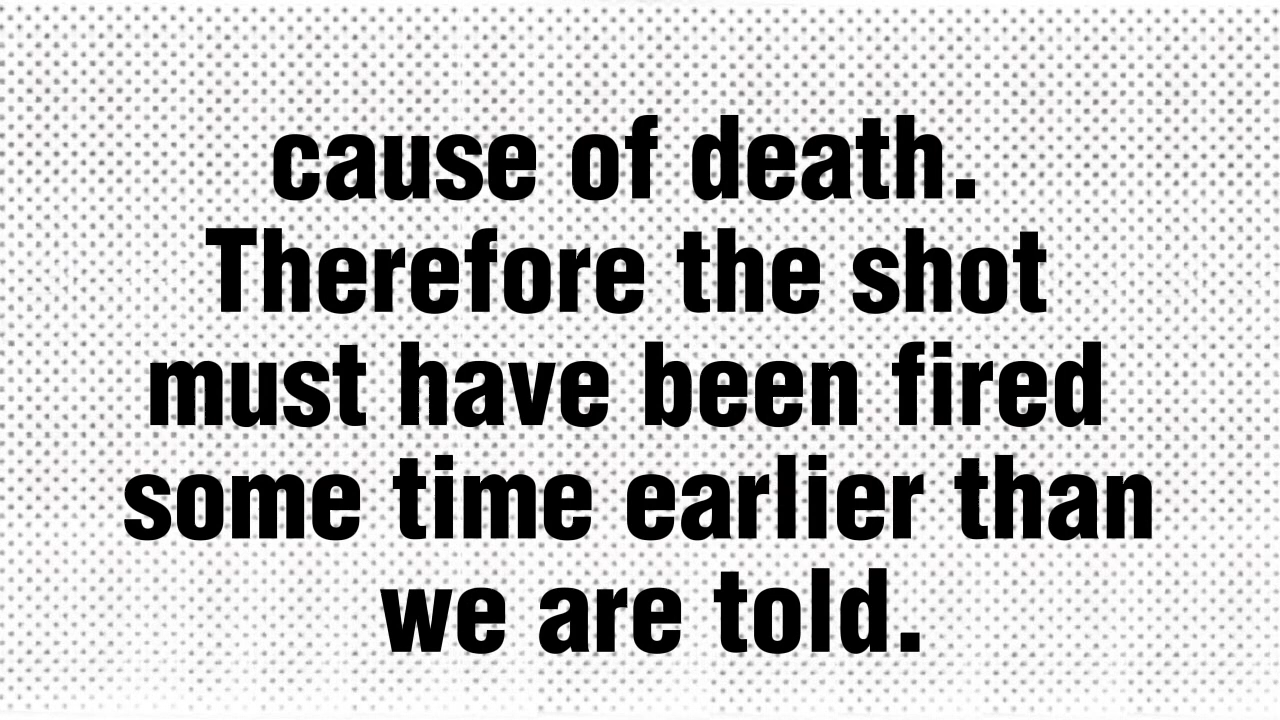 cause of death.
Therefore the shot
must have been fired
some time earlier than
we are told.